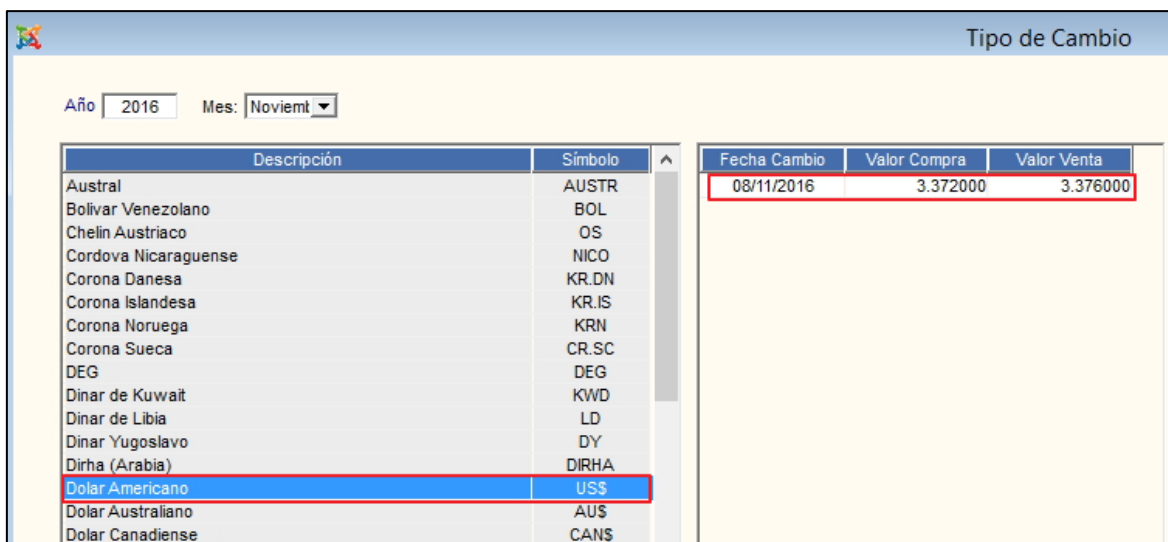 Tipo de Cambio
Año 2016 Mes: Noviemt
Descripción Símbolo
Austral AUSTR
Bolivar Venezolano BOL
Chelin Austriaco OS
Cordova Nicaraguense NICO
Corona Danesa KR.DN
Corona Islandesa KR.IS
Corona Noruega KRN
Corona Sueca CR.SC
DEG DEG
Dinar de Kuwait KWD
Dinar de Libia LD
Dinar Yugoslavo DY
Dirha (Arabia) DIRHA
Dolar Americano US$
Dolar Australiano AU$
Dolar Canadiense CAN$
Fecha Cambio Valor Compra Valor Venta
08/11/2016 3.372000 3.376000